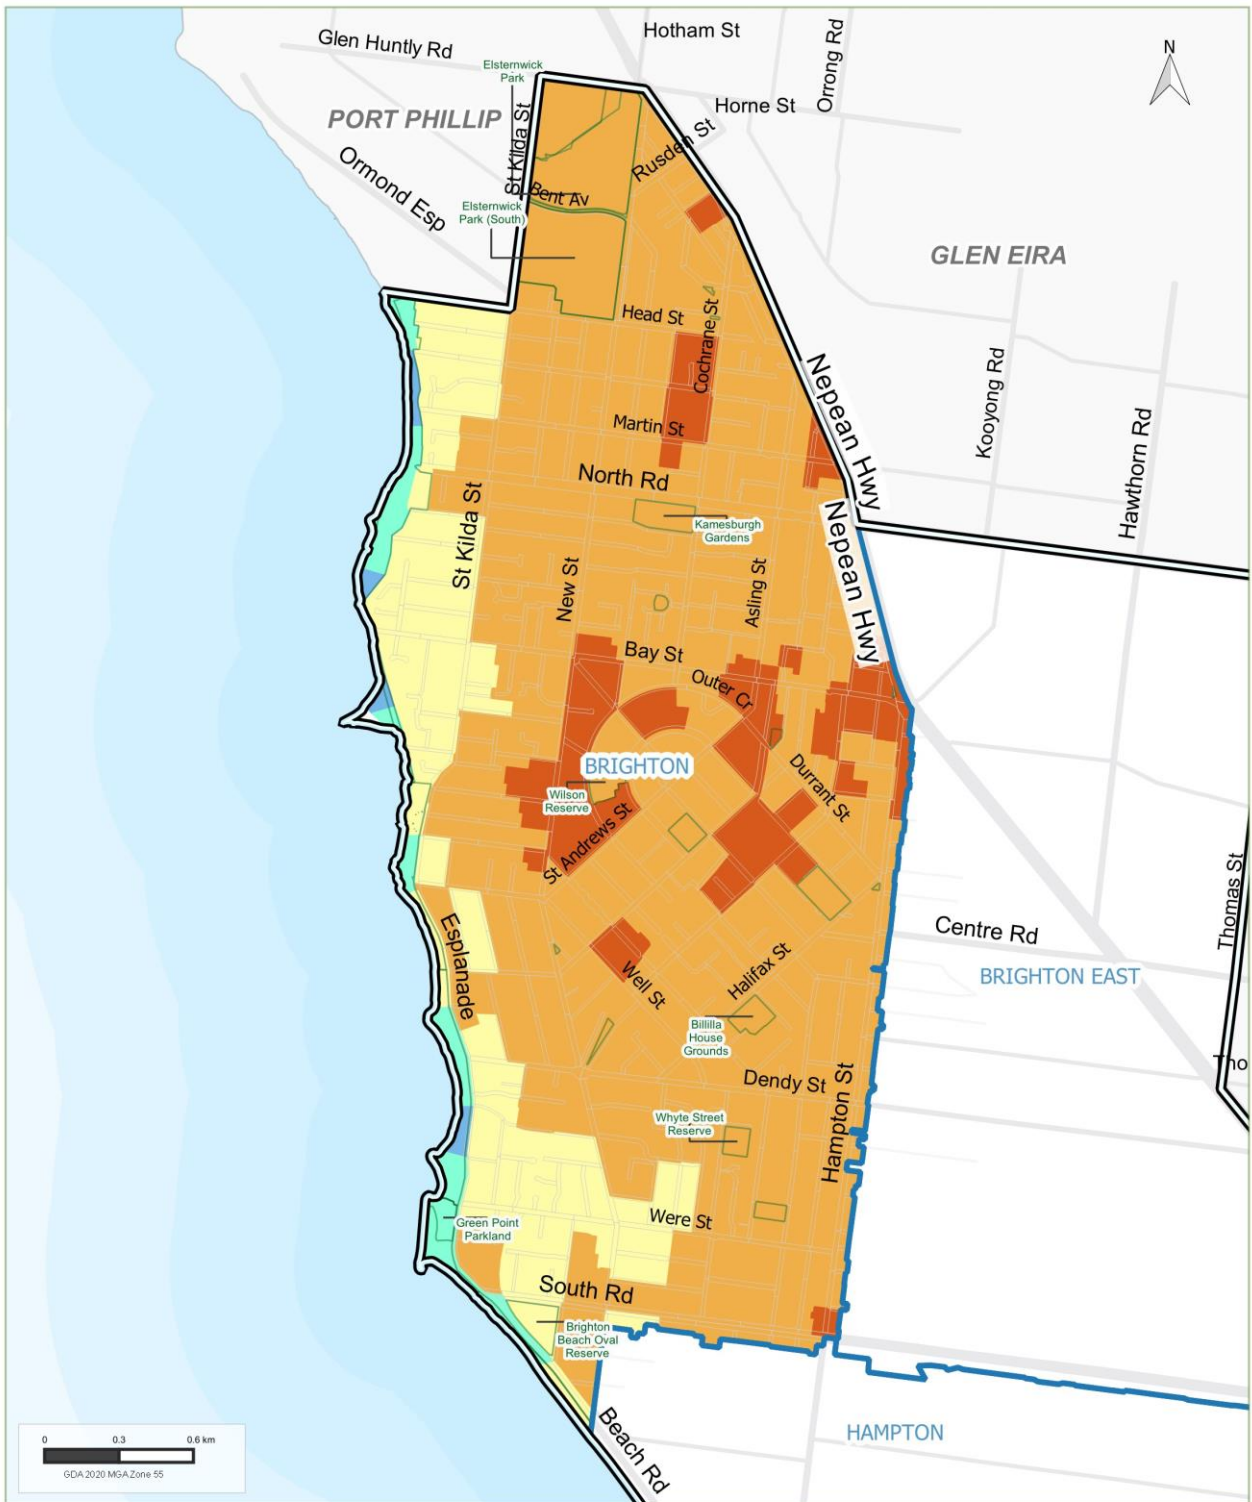 Hotham St
Glen Huntly Rd
Orrong Rd
N
Elsternwick
Park
Horne St
PORT PHILLIP
St Kilda St
Rusden St
Ormond Esp
Bent Av
Elsternwick
Park (South)
GLEN EIRA
Head St
Cochrane St
Nepean Hwy
Kooyong Rd
Hawthorn Rd
Martin St
North Rd
St Kilda St
Kamesburgh
Gardens
Nepean Hwy
New St
Asling St
Bay St
Outer Cr
BRIGHTON
Durrant St
Wilson
Reserve
St Andrews St
Thomas St
Esplanade
Centre Rd
BRIGHTON EAST
Well St
Halifax St
Billilla
House
Grounds
Tho
Dendy St
Hampton St
Whyte Street
Reserve
Were St
Green Point
Parkland
South Rd
Brighton
Beach Oval
Reserve
Beach Rd
HAMPTON
0 0.3 0.6 km
GDA 2020 MGA Zone 55